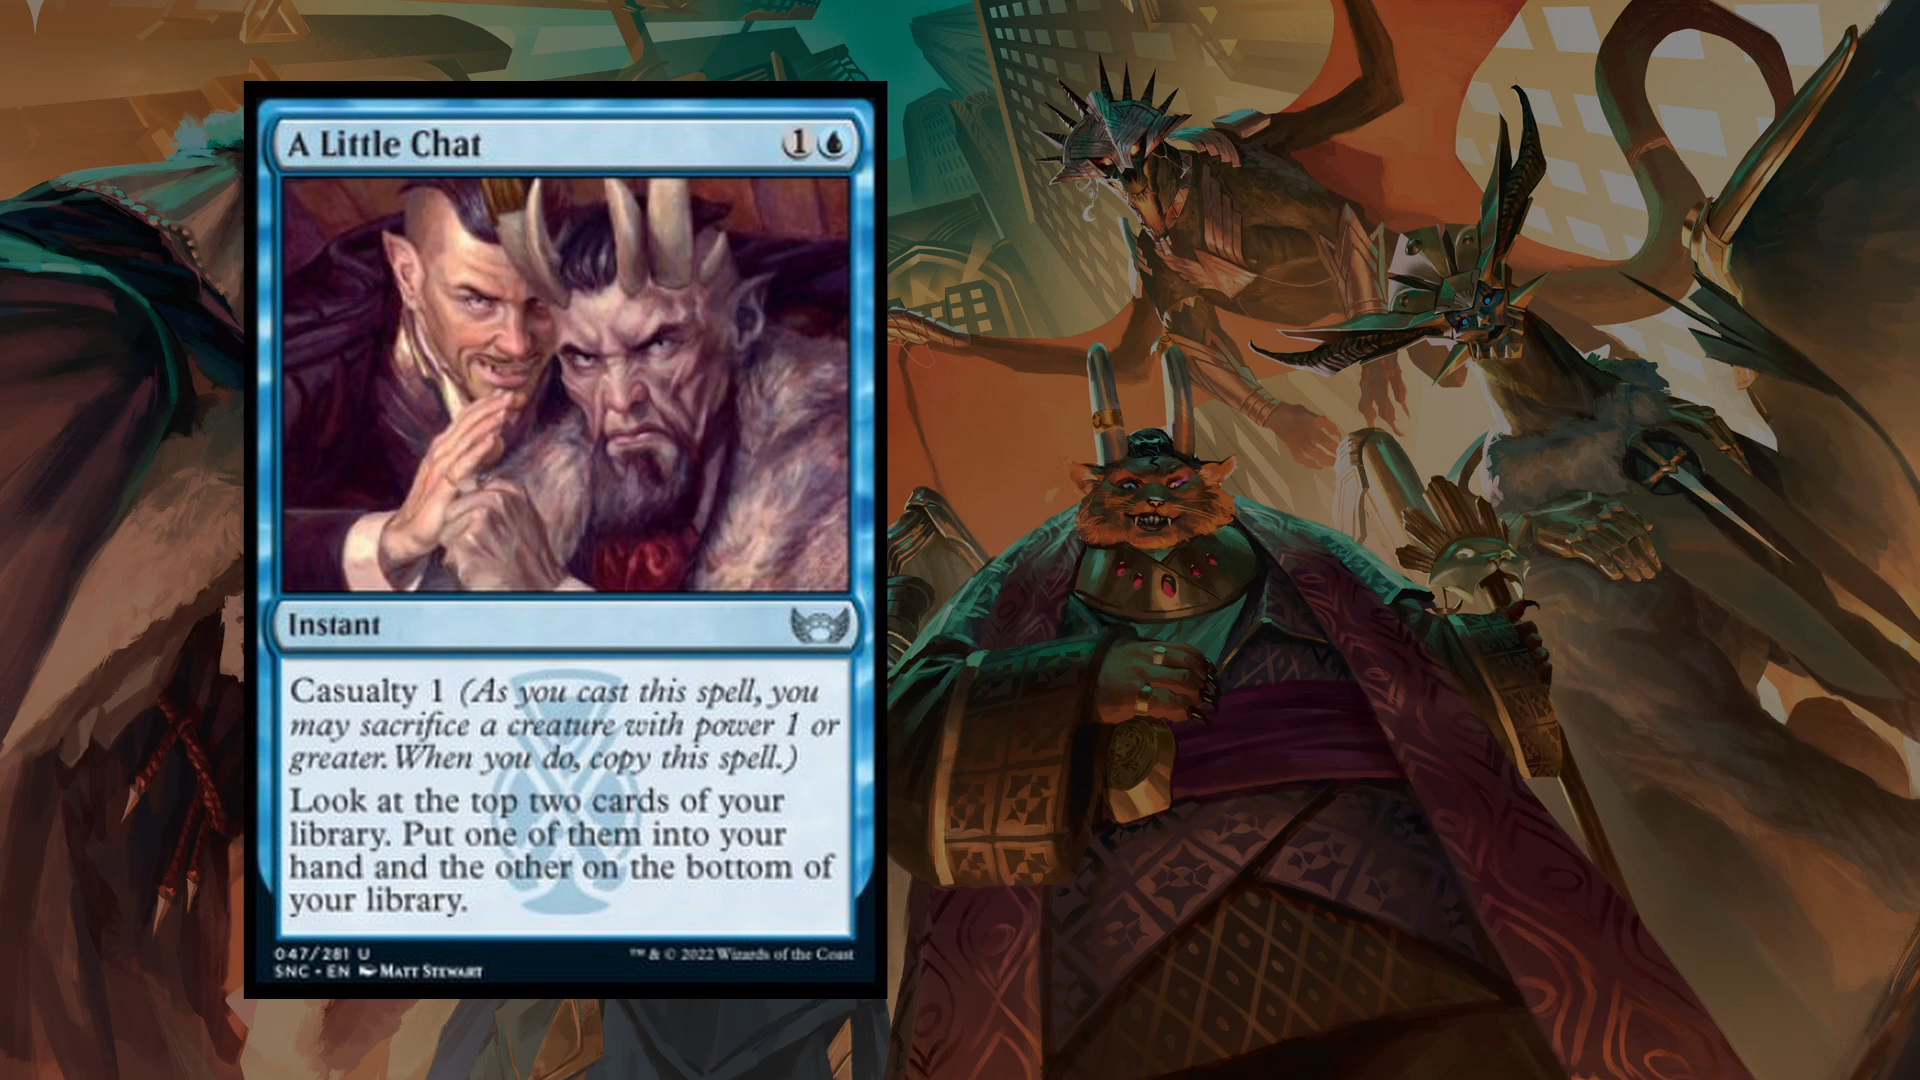 A Little Chat 1
Instant
Casualty 1 (As you cast this spell, you
may sacrifice a creature with power 1 or
greater. When you do, copy this spell.)
Look at the top two cards of your
library. Put one of them into your
hand and the other on the bottom of
your library.
047/281 U
SNC • EN Matt Stewart
™ & © 2022 Wizards of the Coast